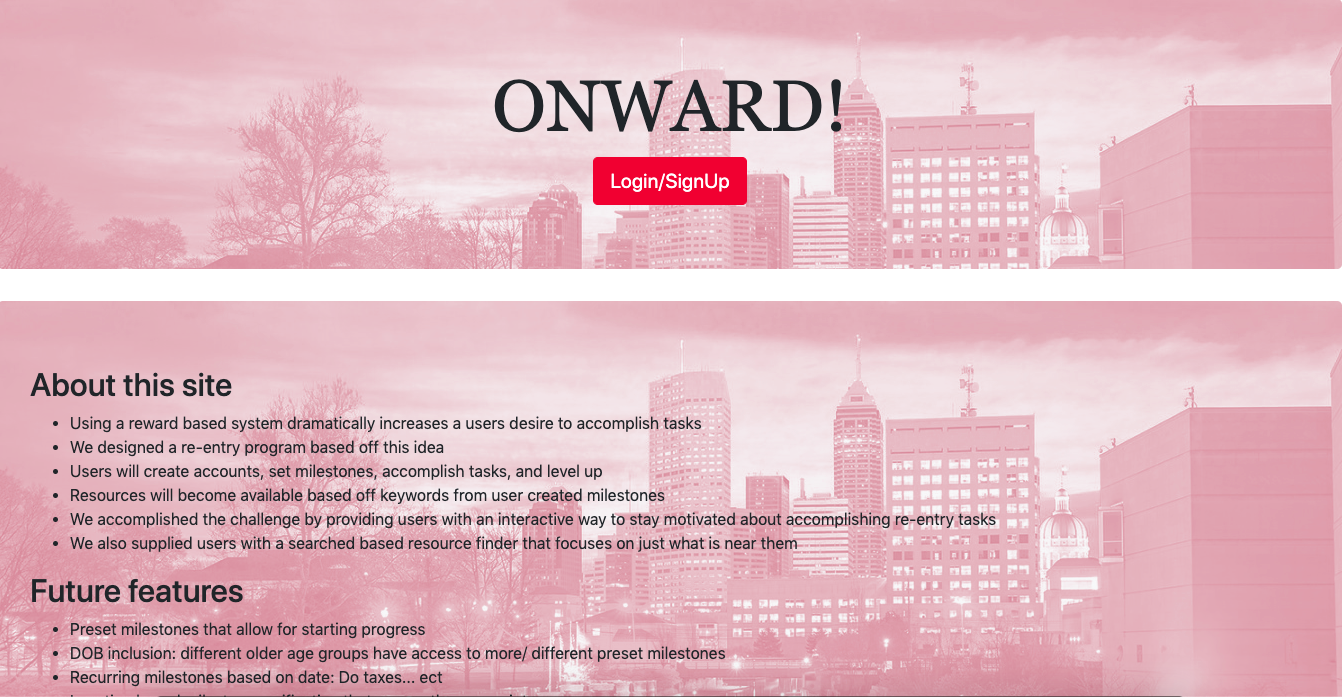 ONWARD!
Login/SignUp
About this site
Using a reward based system dramatically increases a users desire to accomplish tasks
We designed a re-entry program based off this idea
Users will create accounts, set milestones, accomplish tasks, and level up
Resources will become available based off keywords from user created milestones
We accomplished the challenge by providing users with an interactive way to stay motivated about accomplishing re-entry tasks
We also supplied users with a searched based resource finder that focuses on just what is near them
Future features
Preset milestones that allow for starting progress
DOB inclusion: different older age groups have access to more/ different preset milestones
Recurring milestones based on date: Do taxes... ect